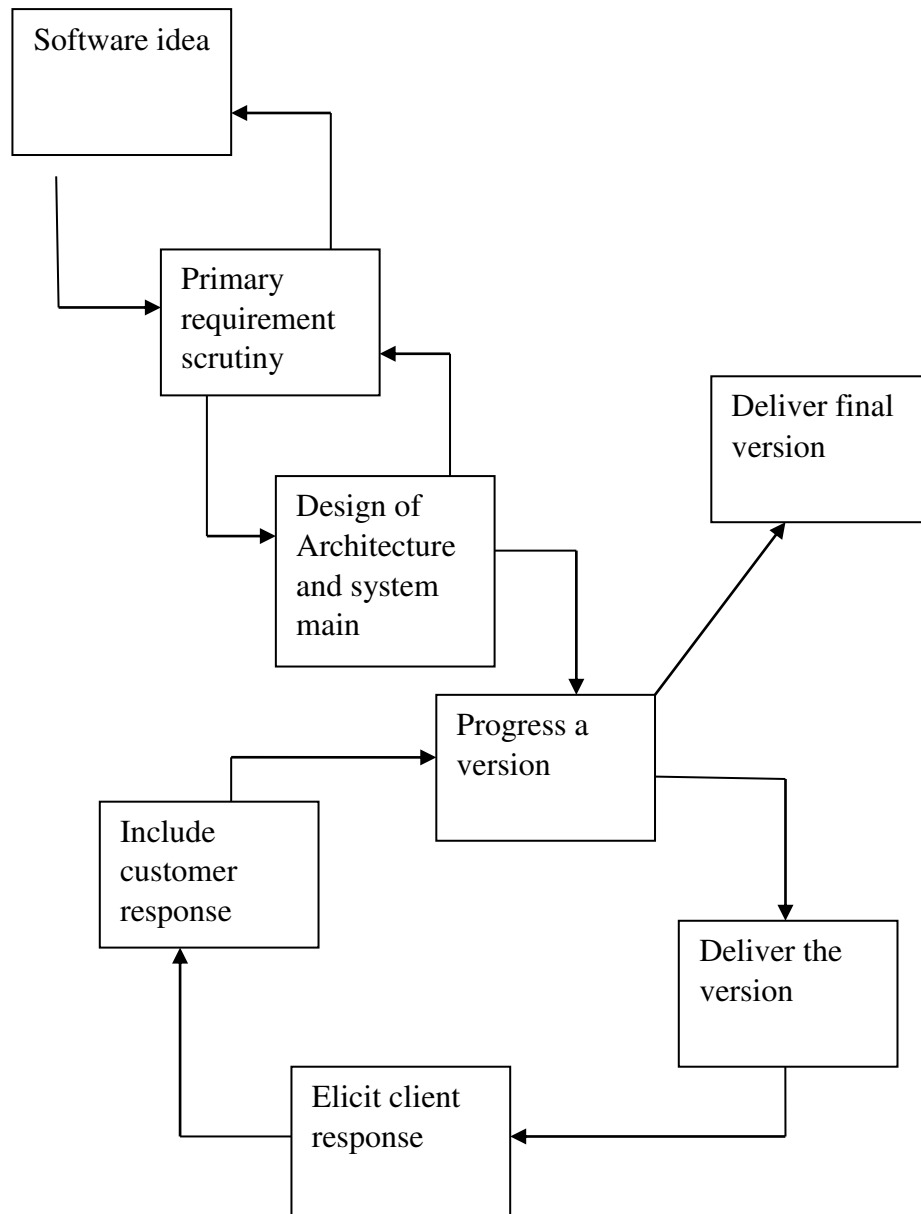 Software idea
Primary
requirement
scrutiny
Deliver final
version
Design of
Architecture
and system
main
Progress a
version
Include
customer
response
Deliver the
version
Elicit client
response